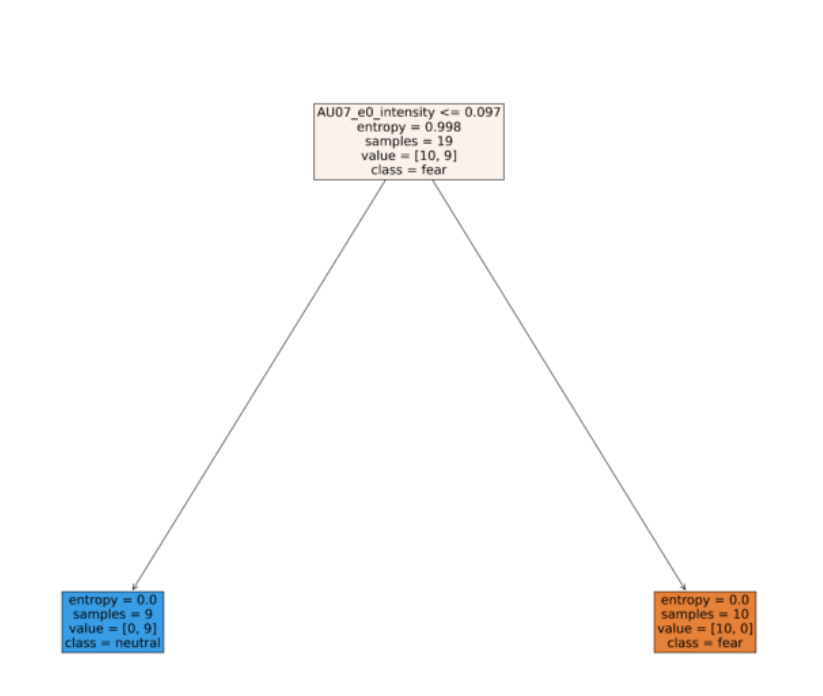 AU07_e0_intensity <= 0.097
entropy = 0.998
samples = 19
value = [10, 9]
class = fear
entropy = 0.0
samples = 9
value = [0, 9]
class = neutral
entropy = 0.0
samples = 10
value = [10, 0]
class = fear